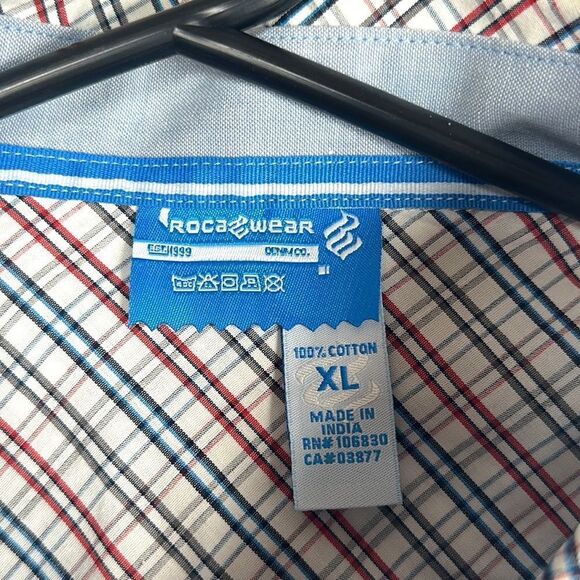 ROCAWEAR
EST.1999 DENIM CO.
100% COTTON
XL
MADE IN
INDIA
RN# 106830
CA# 03877